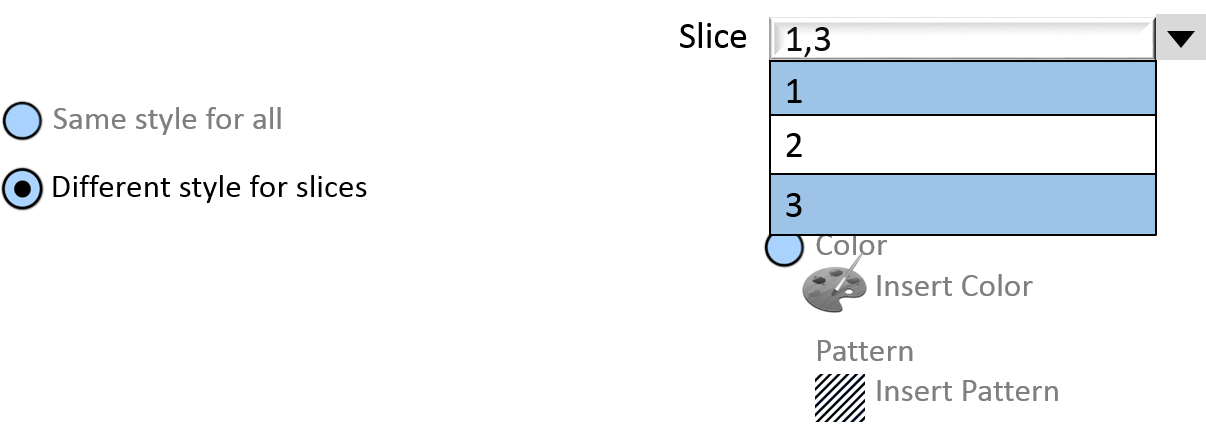 Slice 1,3
1
Same style for all
2
Different style for slices
3
Color
Insert Color
Pattern
Insert Pattern